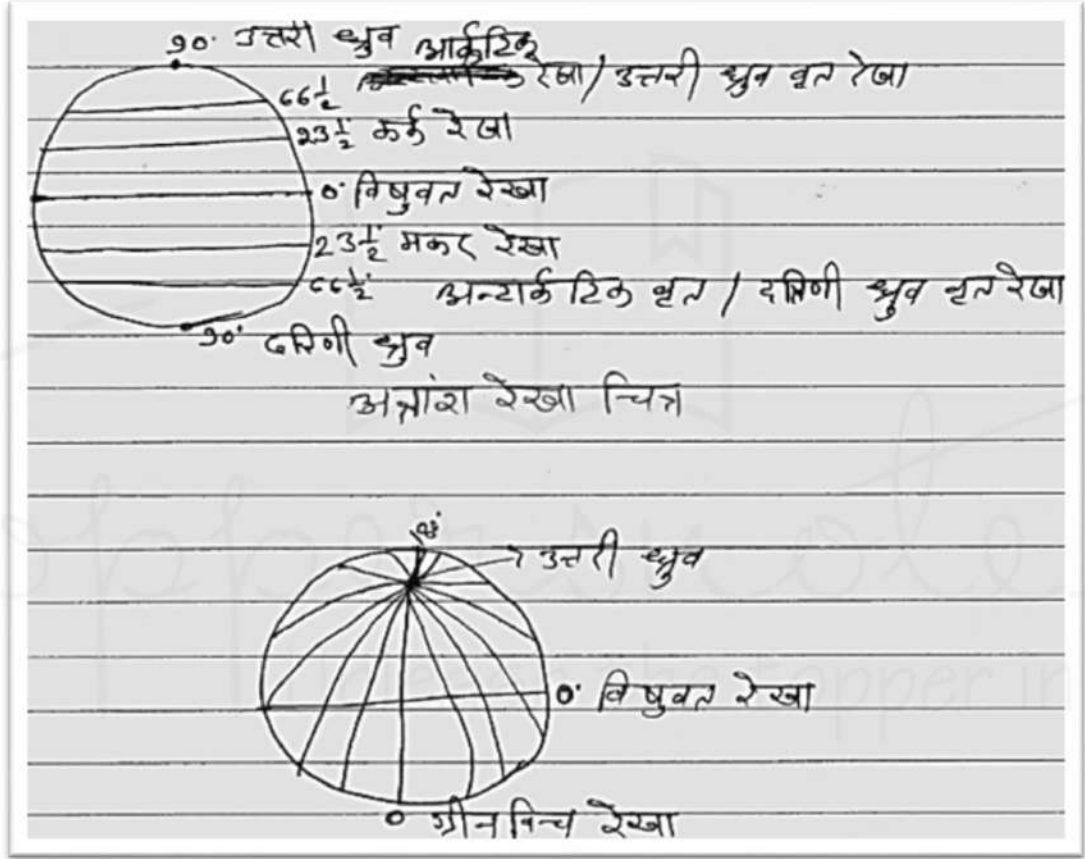 90° उत्तरी ध्रुव
आर्कटिक रेखा / उत्तरी ध्रुव वृत रेखा
66½
23½° कर्क रेखा
0° विषुवत रेखा
23½° मकर रेखा
66½° अन्टार्कटिक वृत / दक्षिणी ध्रुव वृत रेखा
90° दक्षिणी ध्रुव
अक्षांश रेखा चित्र
उत्तरी ध्रुव
0° विषुवत रेखा
0 ग्रीनविच रेखा